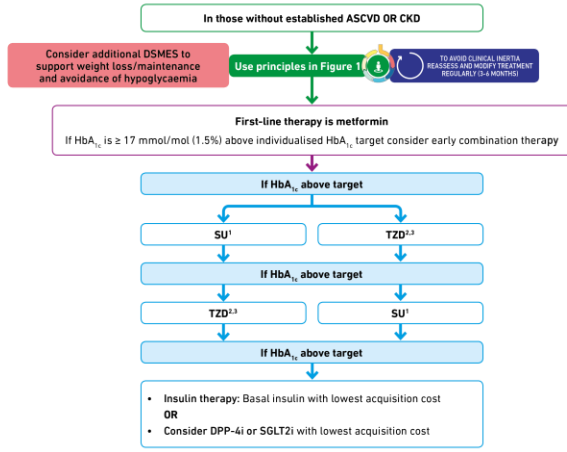 In those without established ASCVD OR CKD
Consider additional DSMES to
support weight loss/maintenance
and avoidance of hypoglycaemia
Use principles in Figure 1
TO AVOID CLINICAL INERTIA
REASSESS AND MODIFY TREATMENT
REGULARLY (3-6 MONTHS)
First-line therapy is metformin
If HbA1c is ≥ 17 mmol/mol (1.5%) above individualised HbA1c target consider early combination therapy
If HbA1c above target
SU¹
TZD²,³
If HbA1c above target
TZD²,³
SU¹
If HbA1c above target
• Insulin therapy: Basal insulin with lowest acquisition cost
OR
• Consider DPP-4i or SGLT2i with lowest acquisition cost